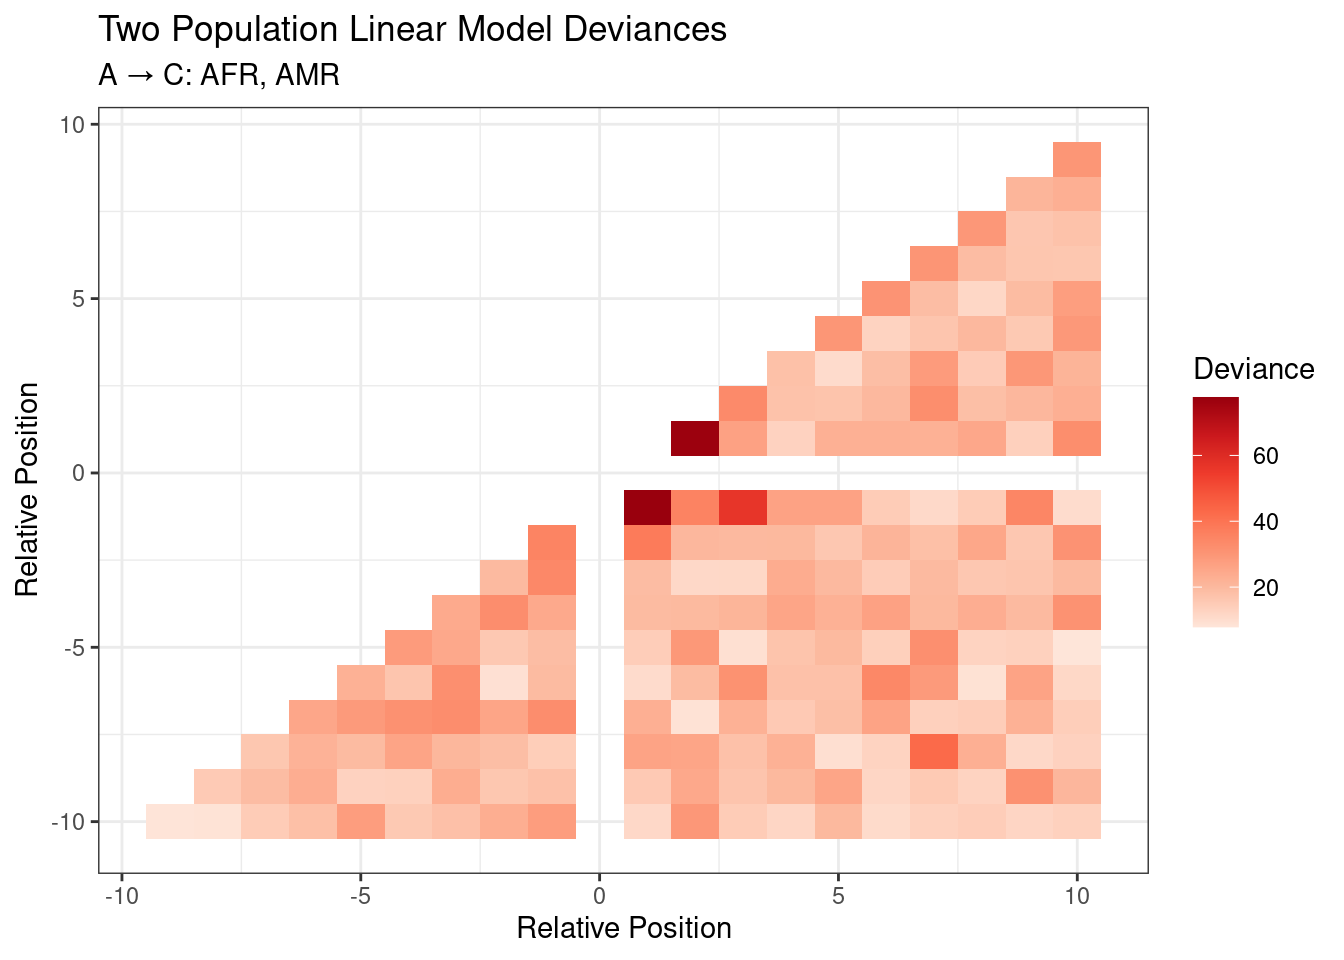 Two Population Linear Model Deviances
A → C: AFR, AMR
10
5
0
-5
-10
Relative Position
-10
-5
0
5
10
Relative Position
Deviance
60
40
20